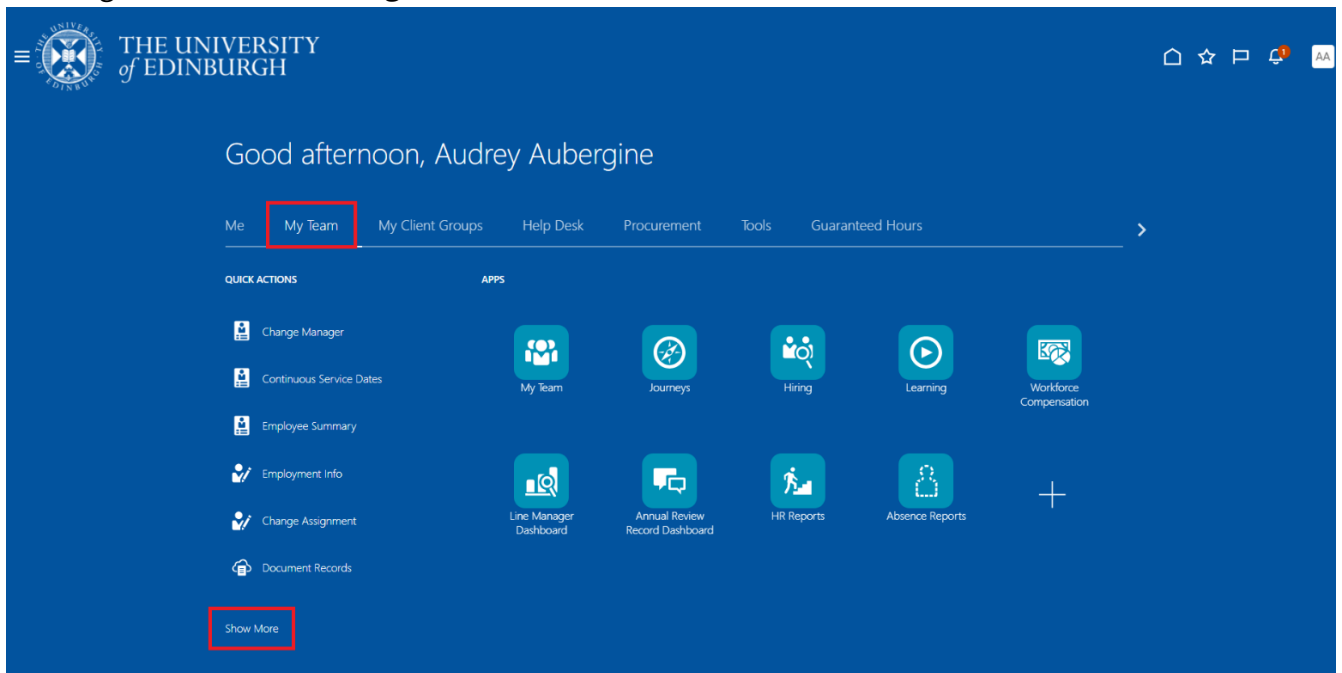 THE UNIVERSITY
of EDINBURGH
1
AA
Good afternoon, Audrey Aubergine
Me My Team My Client Groups Help Desk Procurement Tools Guaranteed Hours
QUICK ACTIONS APPS
Change Manager
Continuous Service Dates
Employee Summary
Employment Info
Change Assignment
Document Records
Show More
My Team Journeys Hiring Learning Workforce
Compensation
Line Manager Annual Review HR Reports Absence Reports
Dashboard Record Dashboard